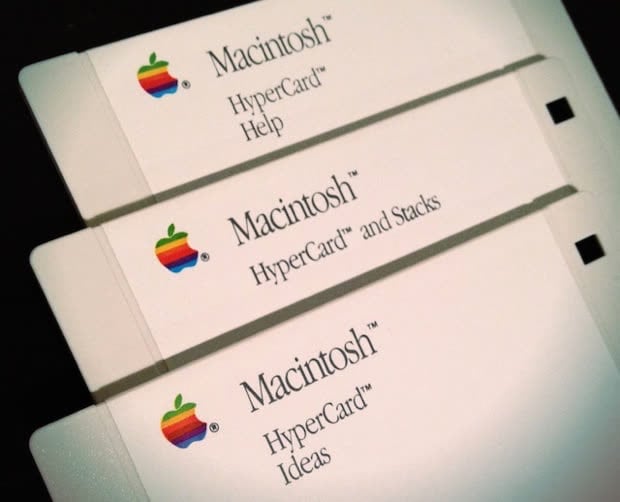 Macintosh™
HyperCard™
Help
®
Macintosh™
HyperCard™ and Stacks
®
Macintosh™
HyperCard™
Ideas
®